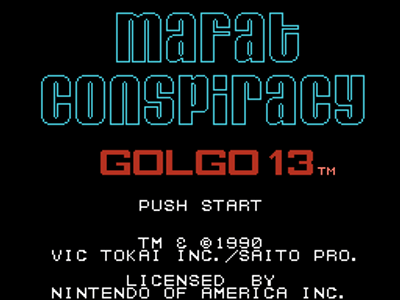 mafat
conspiracy
GOLGO 13 TM
PUSH START
TM & ©1990
VIC TOKAI INC./SAITO PRO.
LICENSED BY
NINTENDO OF AMERICA INC.